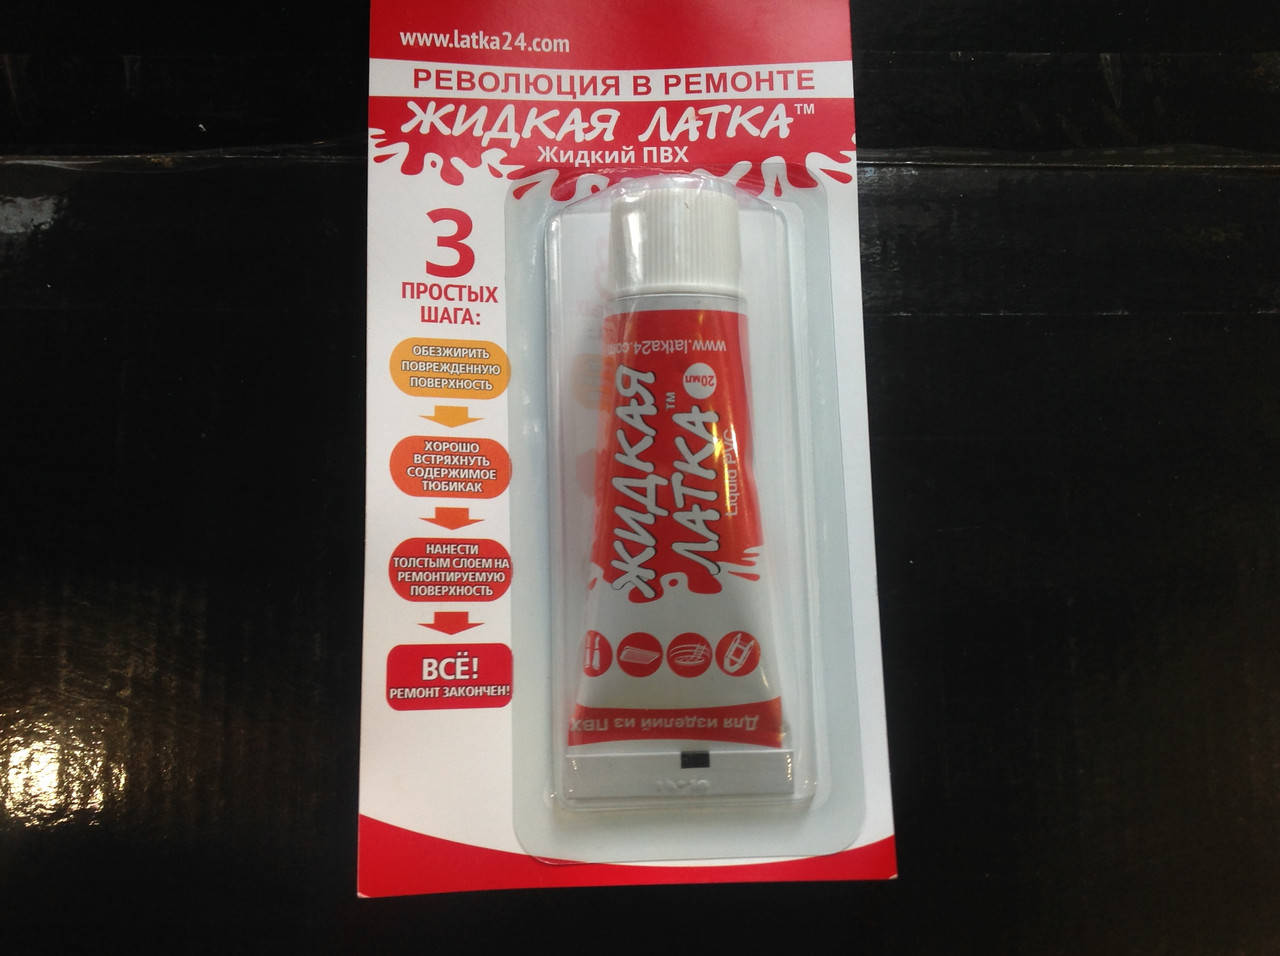 www.latka24.com
РЕВОЛЮЦИЯ В РЕМОНТЕ
ЖИДКАЯ ЛАТКА™
Жидкий ПВХ
3
ПРОСТЫХ
ШАГА:
ОБЕЗЖИРИТЬ
ПОВРЕЖДЕННУЮ
ПОВЕРХНОСТЬ
ХОРОШО
ВСТРЯХНУТЬ
СОДЕРЖИМОЕ
ТЮБИКАК
НАНЕСТИ
ТОЛСТЫМ СЛОЕМ НА
РЕМОНТИРУЕМУЮ
ПОВЕРХНОСТЬ
ВСЁ!
РЕМОНТ ЗАКОНЧЕН!
www.latka24.com
20мл
ЖИДКАЯ
ЛАТКА™
Liquid PVC
Для изделий из ПВХ